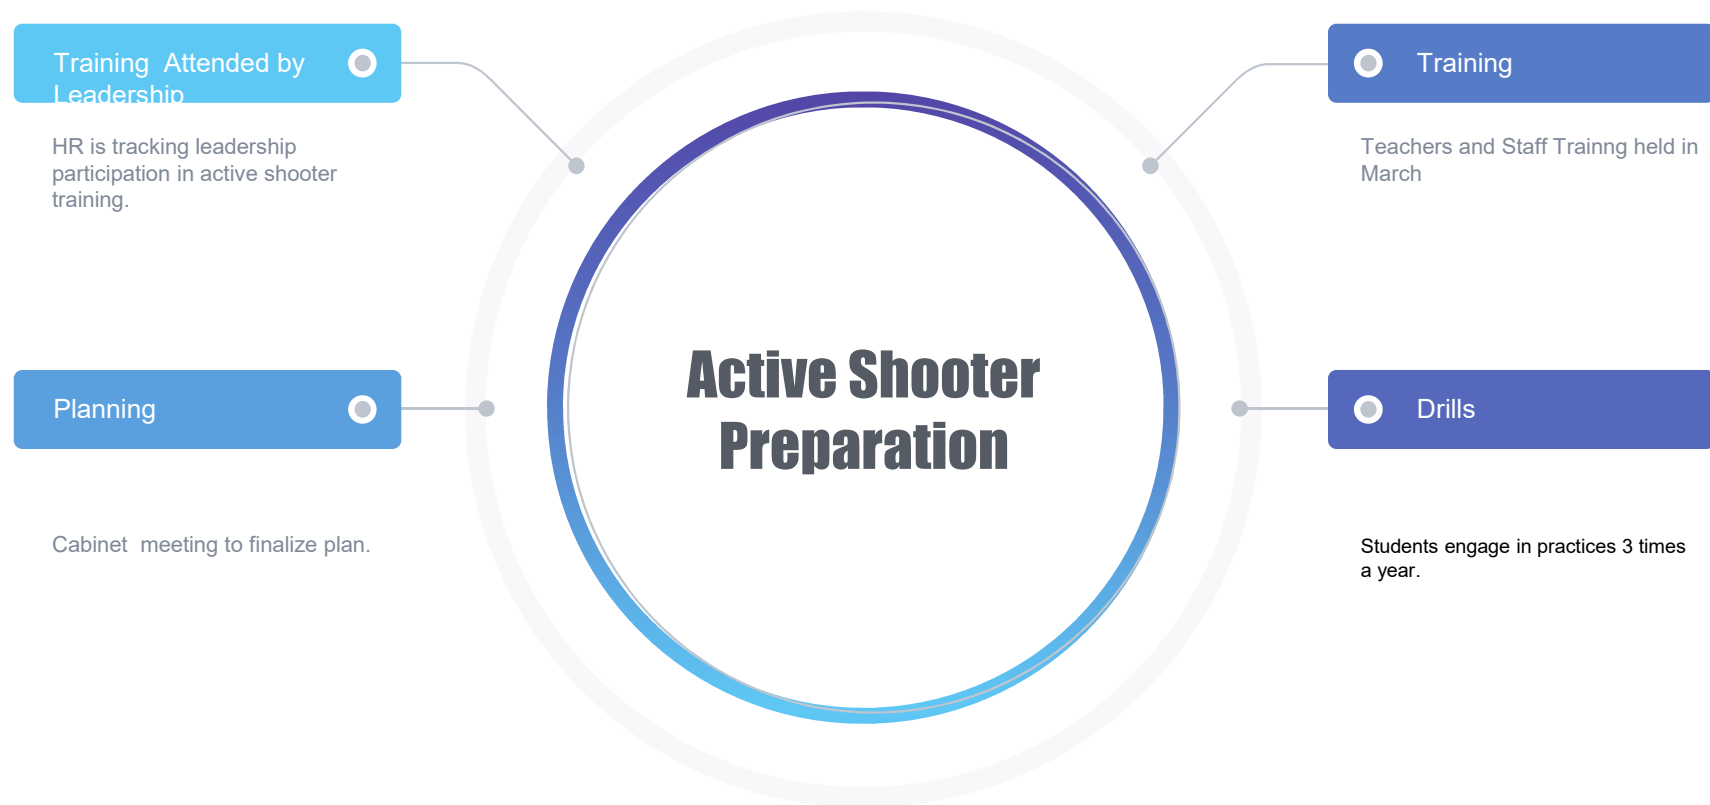 Training  Attended by
Leadership
HR is tracking leadership
participation in active shooter
training.
Planning
Cabinet  meeting to finalize plan.
Active Shooter
Preparation
Training
Teachers and Staff Trainng held in
March
Drills
Students engage in practices 3 times
a year.